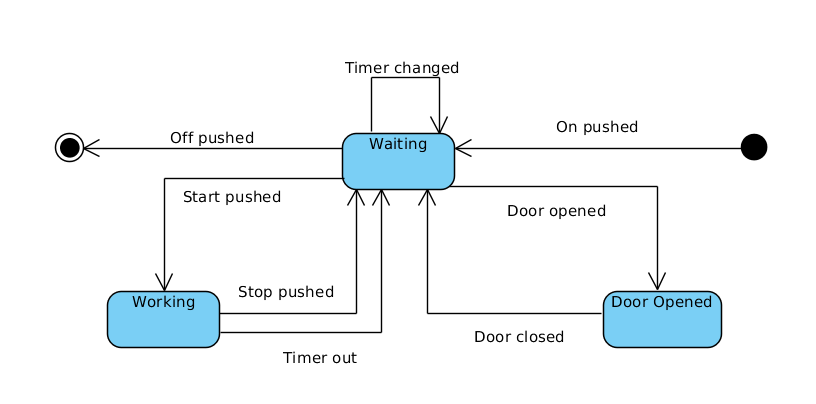 Timer changed
On pushed
Off pushed
Waiting
Start pushed
Door opened
Stop pushed
Working
Door Opened
Door closed
Timer out